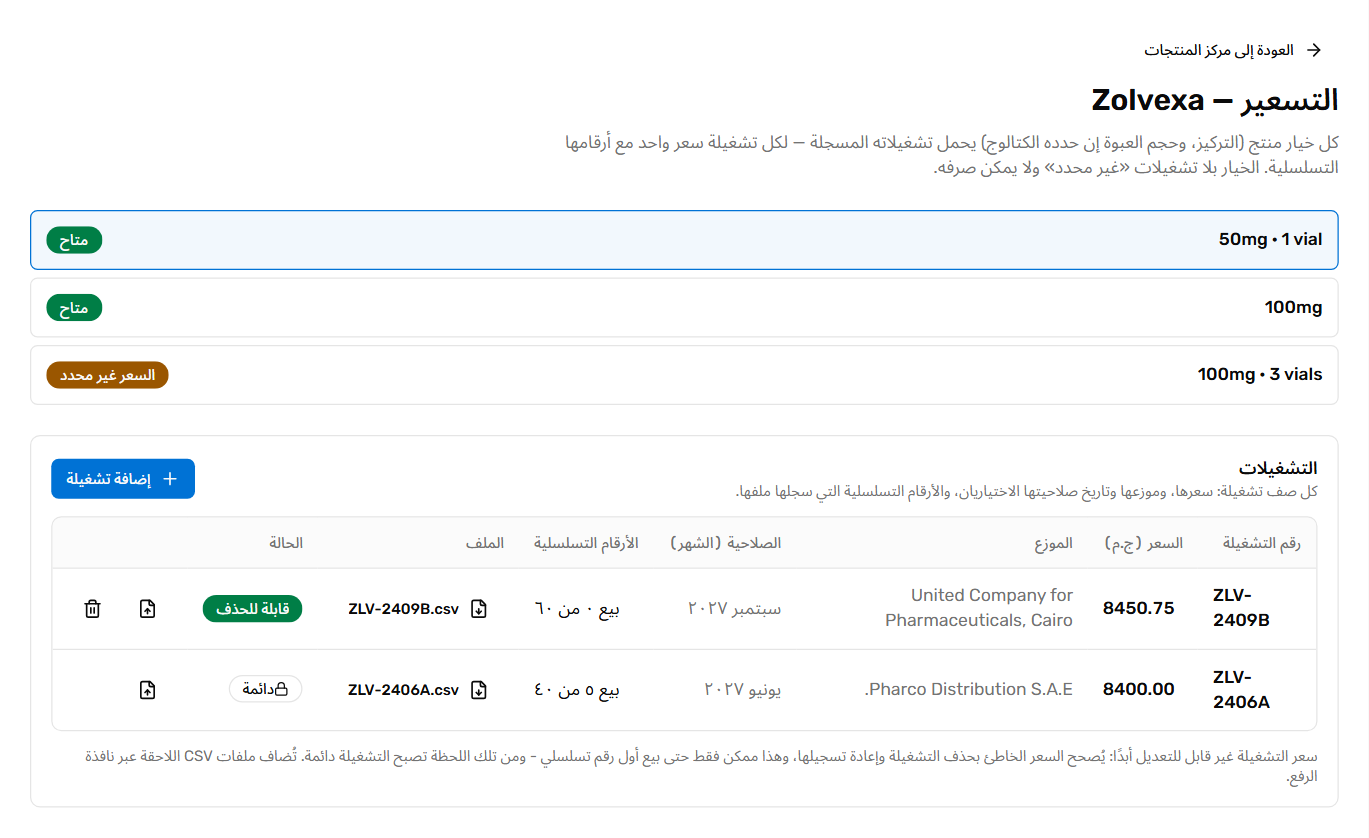 العودة إلى مركز المنتجات
التسعير — Zolvexa
كل خيار منتج (التركيز، وحجم العبوة إن حدده الكتالوج) يحمل تشغيلاته المسجلة — لكل تشغيلة سعر واحد مع أرقامها
التسلسلية. الخيار بلا تشغيلات «غير محدد» ولا يمكن صرفه.
50mg • 1 vial متاح
100mg متاح
100mg • 3 vials السعر غير محدد
التشغيلات
إضافة تشغيلة
كل صف تشغيلة: سعرها، وموزعها وتاريخ صلاحيتها الاختياريان، والأرقام التسلسلية التي سجلها ملفها.
رقم التشغيلة السعر (ج.م) الموزع الصلاحية (الشهر) الأرقام التسلسلية الملف الحالة
ZLV-2409B 8450.75 United Company for Pharmaceuticals, Cairo سبتمبر ٢٠٢٧ بيع ٠ من ٦٠ ZLV-2409B.csv قابلة للحذف
ZLV-2406A 8400.00 Pharco Distribution S.A.E. يونيو ٢٠٢٧ بيع ٥ من ٤٠ ZLV-2406A.csv دائمة
سعر التشغيلة غير قابل للتعديل أبدًا: يُصحح السعر الخاطئ بحذف التشغيلة وإعادة تسجيلها، وهذا ممكن فقط حتى بيع أول رقم تسلسلي - ومن تلك اللحظة تصبح التشغيلة دائمة. تُضاف ملفات CSV اللاحقة عبر نافذة
الرفع.